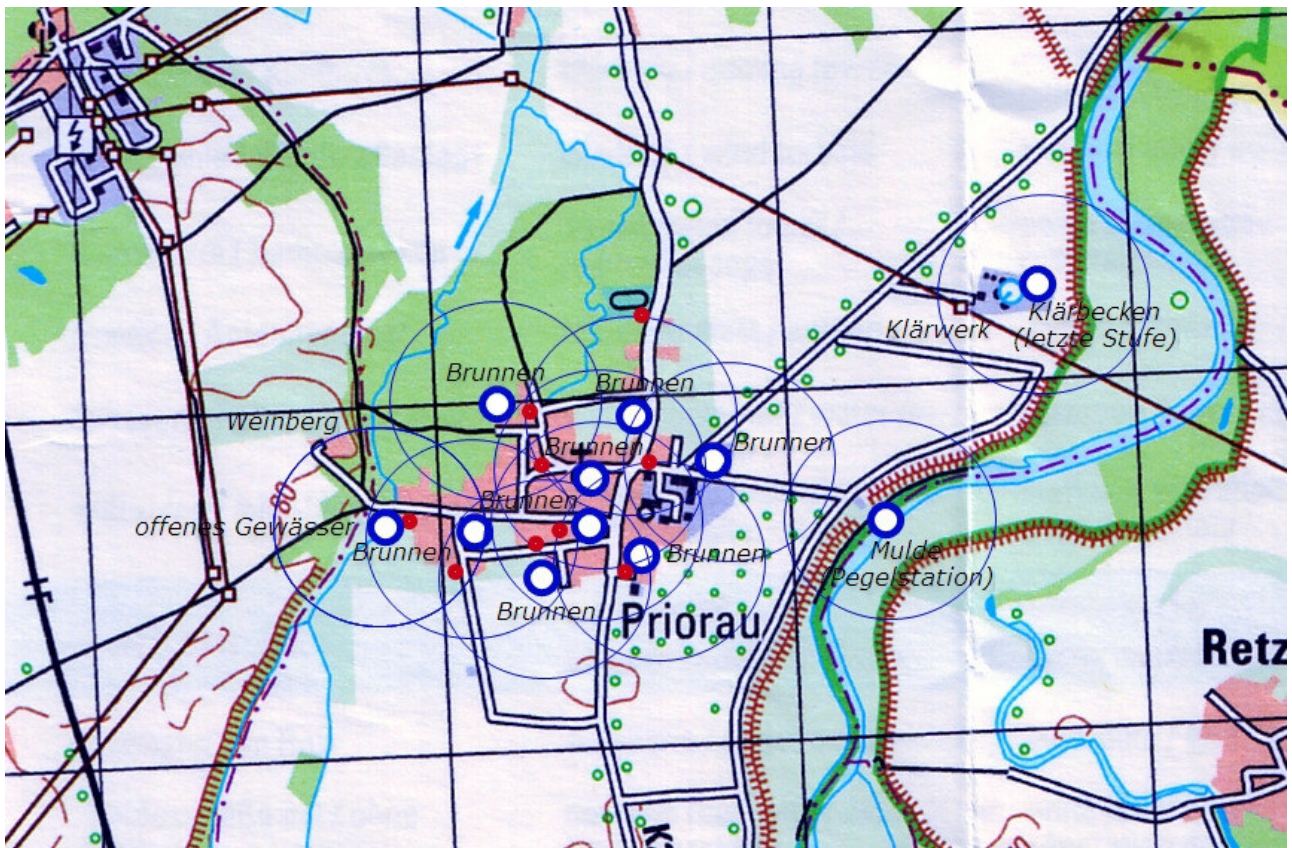 Klärwerk
Klärbecken
(letzte Stufe)
Brunnen
Brunnen
Weinberg
Brunnen
Brunnen
Brunnen
offenes Gewässer
Brunnen
Brunnen
Mulde
(Pegelstation)
Brunnen
Priorau
Retz
80